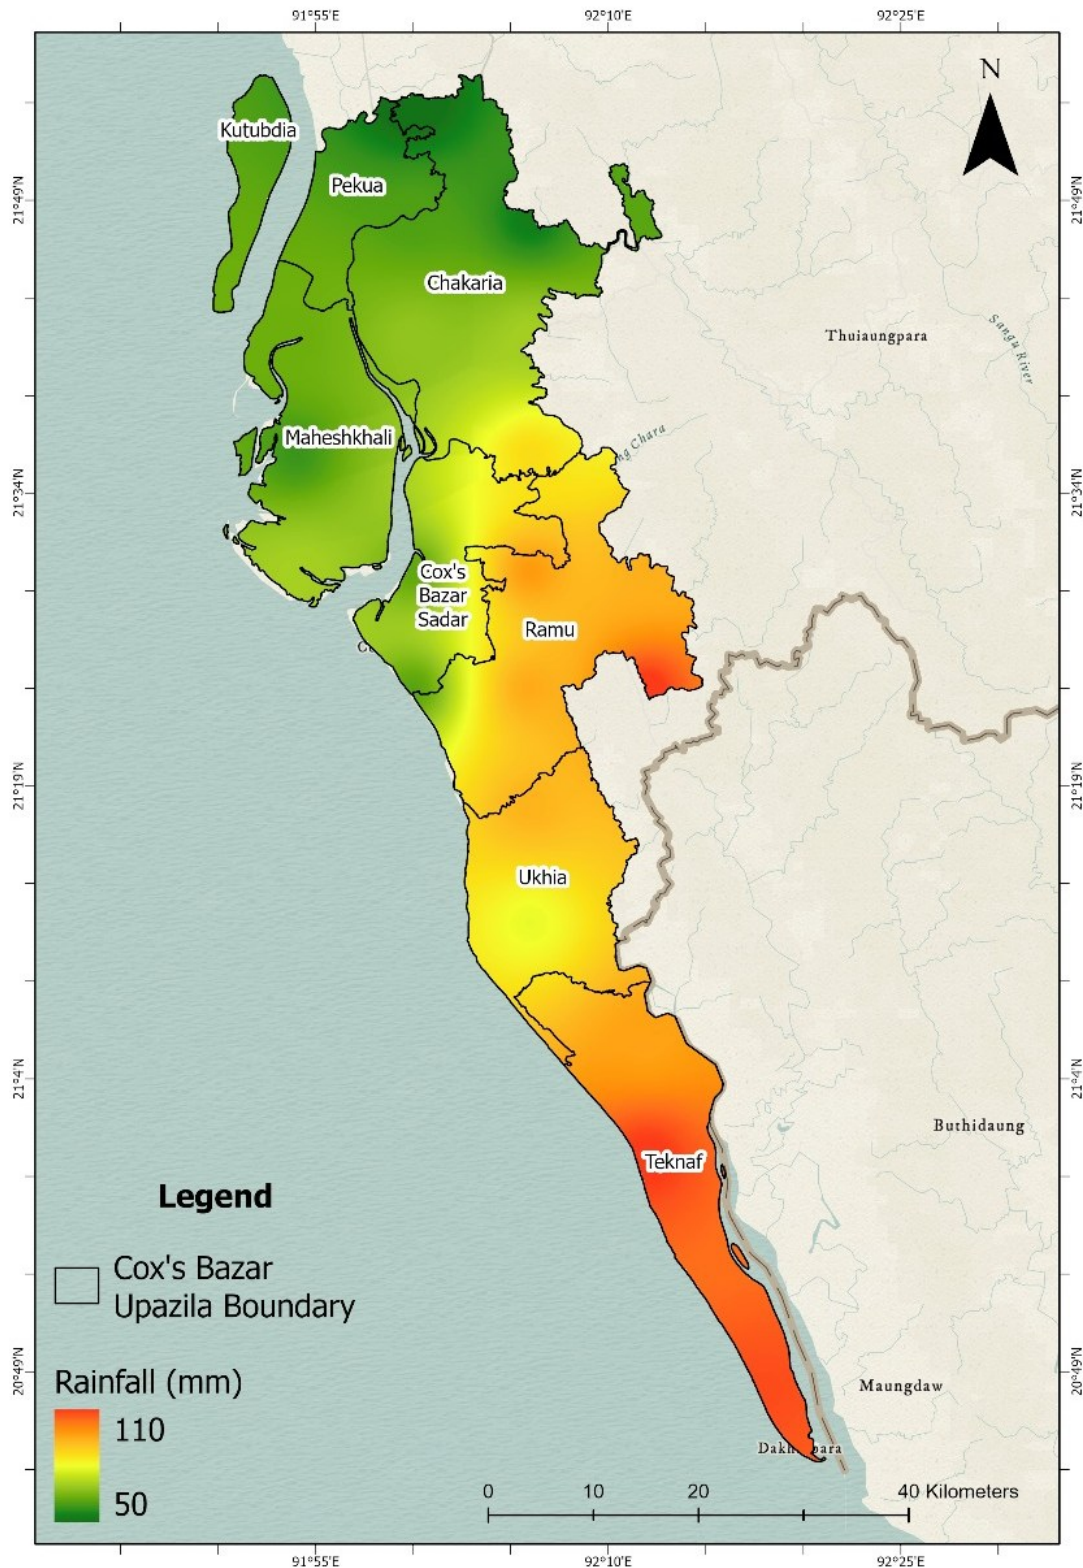 91°55'E 92°10'E 92°25'E
N
Kutubdia
Pekua
21°49'N 21°49'N
Chakaria
Thuiaungpara
Sangu River
Maheshkhali
Chara
21°34'N 21°34'N
Cox's
Bazar
Sadar
Ramu
21°19'N 21°19'N
Ukhia
21°4'N 21°4'N
Buthidaung
Teknaf
Legend
Cox's Bazar
Upazila Boundary
20°49'N 20°49'N
Rainfall (mm)
Maungdaw
110
50
0 10 20 40 Kilometers
91°55'E 92°10'E 92°25'E